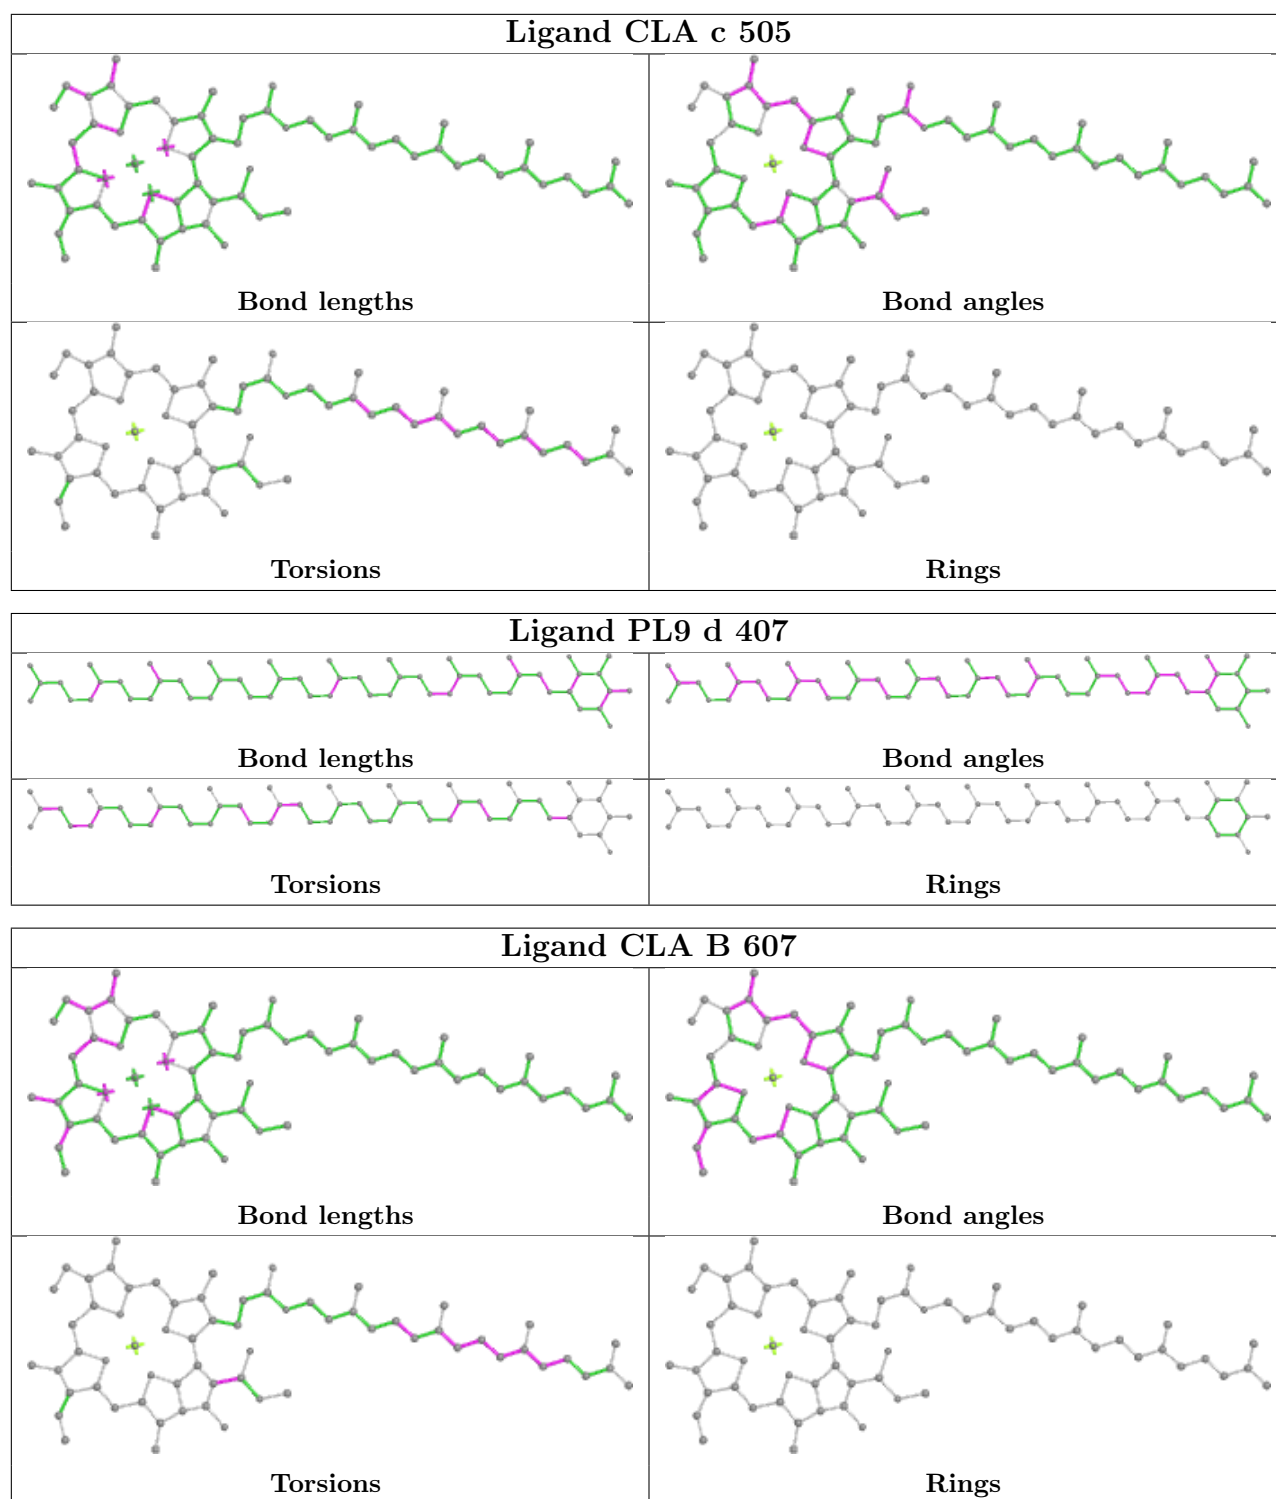 Ligand CLA c 505
Bond lengths
Bond angles
Torsions
Rings
Ligand PL9 d 407
Bond lengths
Bond angles
Torsions
Rings
Ligand CLA B 607
Bond lengths
Bond angles
Torsions
Rings